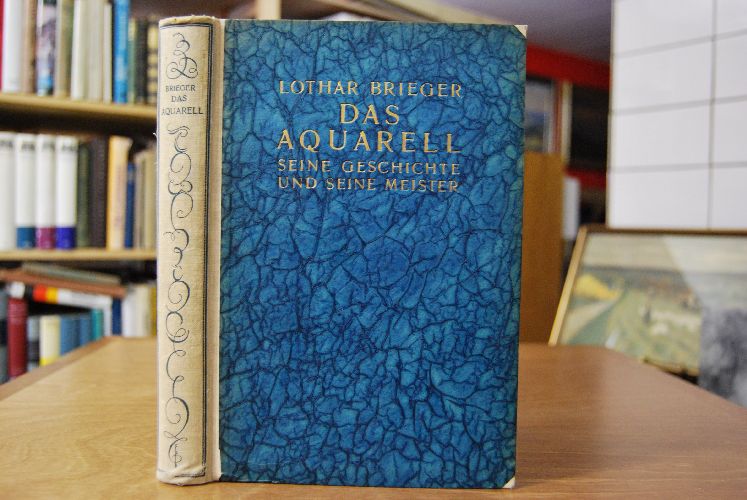 BRIEGER
DAS
AQUARELL
LOTHAR BRIEGER
DAS
AQUARELL
SEINE GESCHICHTE
UND SEINE MEISTER